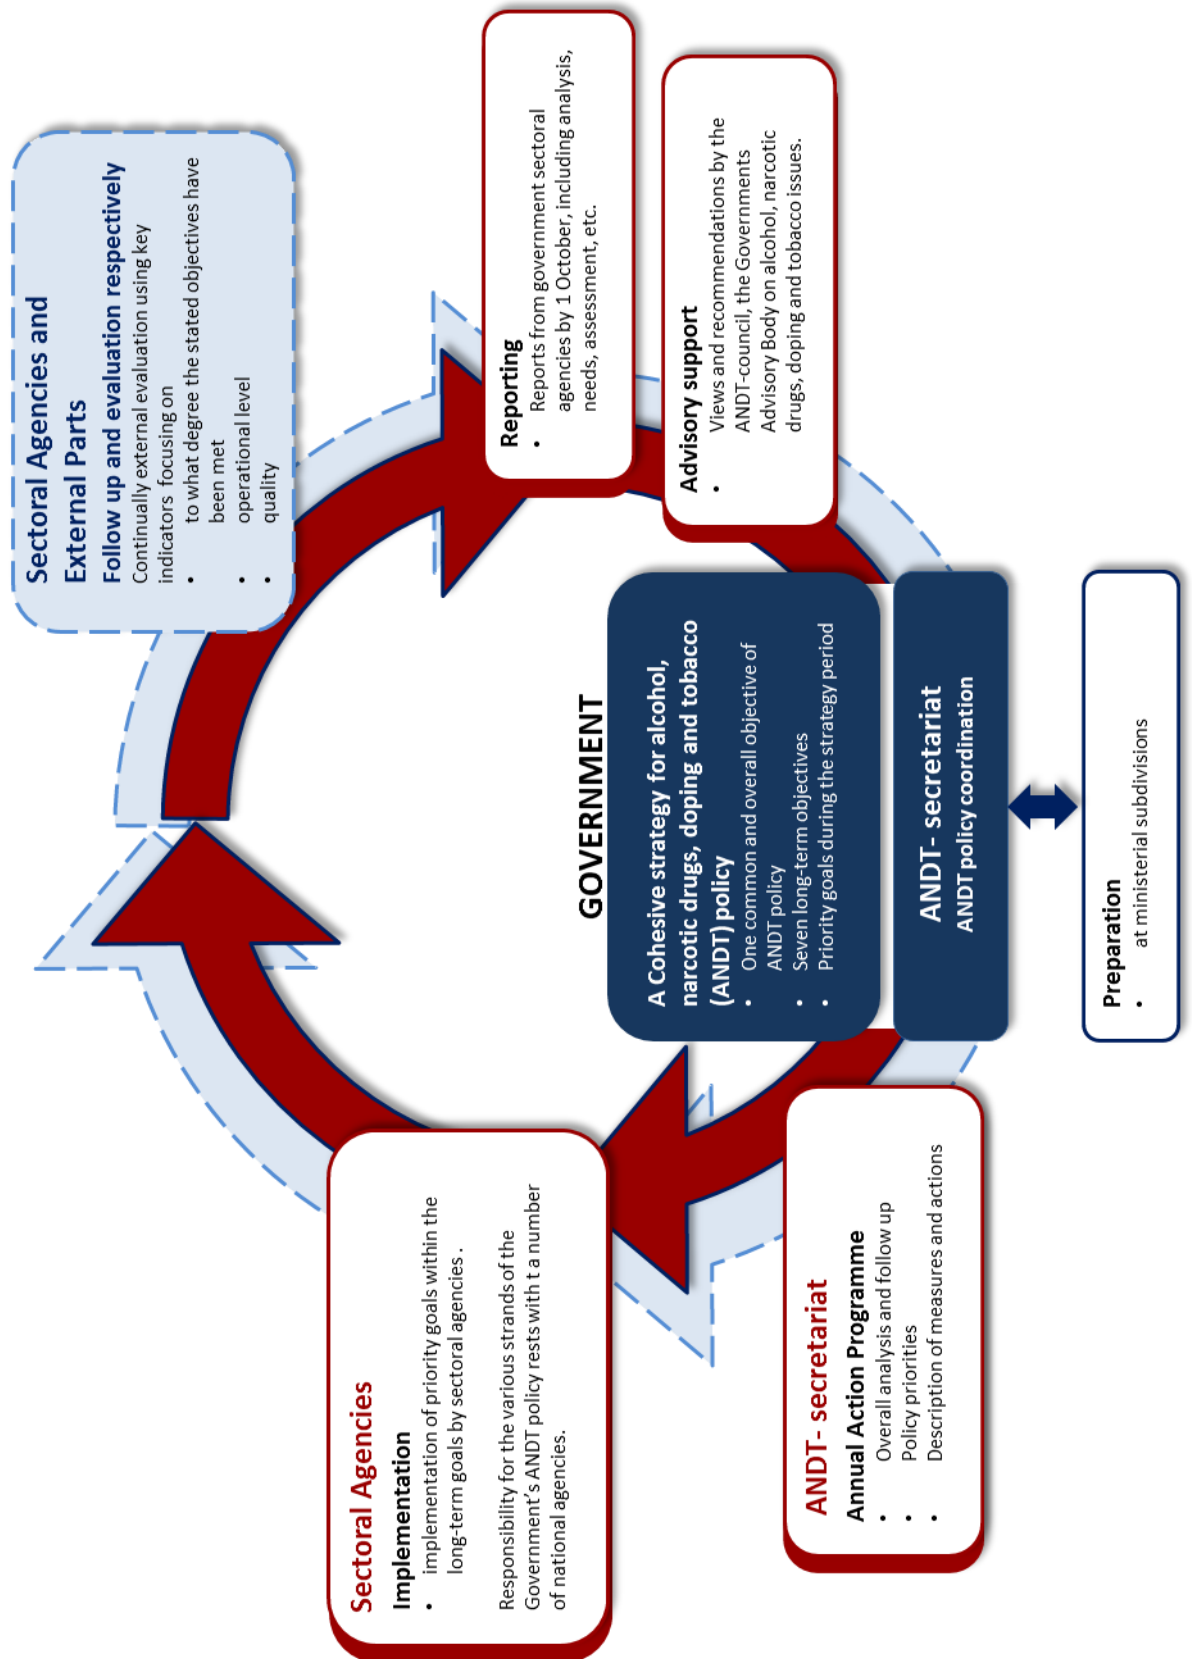 Sectoral Agencies and
External Parts
Follow up and evaluation respectively
Continually external evaluation using key
indicators focusing on
• to what degree the stated objectives have
been met
• operational level
• quality
Reporting
• Reports from government sectoral
agencies by 1 October, including analysis,
needs, assessment, etc.
Advisory support
• Views and recommendations by the
ANDT-council, the Governments
Advisory Body on alcohol, narcotic
drugs, doping and tobacco issues.
GOVERNMENT
A Cohesive strategy for alcohol,
narcotic drugs, doping and tobacco
(ANDT) policy
• One common and overall objective of
ANDT policy
• Seven long-term objectives
• Priority goals during the strategy period
ANDT- secretariat
ANDT policy coordination
Preparation
• at ministerial subdivisions
ANDT- secretariat
Annual Action Programme
• Overall analysis and follow up
• Policy priorities
• Description of measures and actions
Sectoral Agencies
Implementation
• implementation of priority goals within the
long-term goals by sectoral agencies .
Responsibility for the various strands of the
Government's ANDT policy rests with t a number
of national agencies.